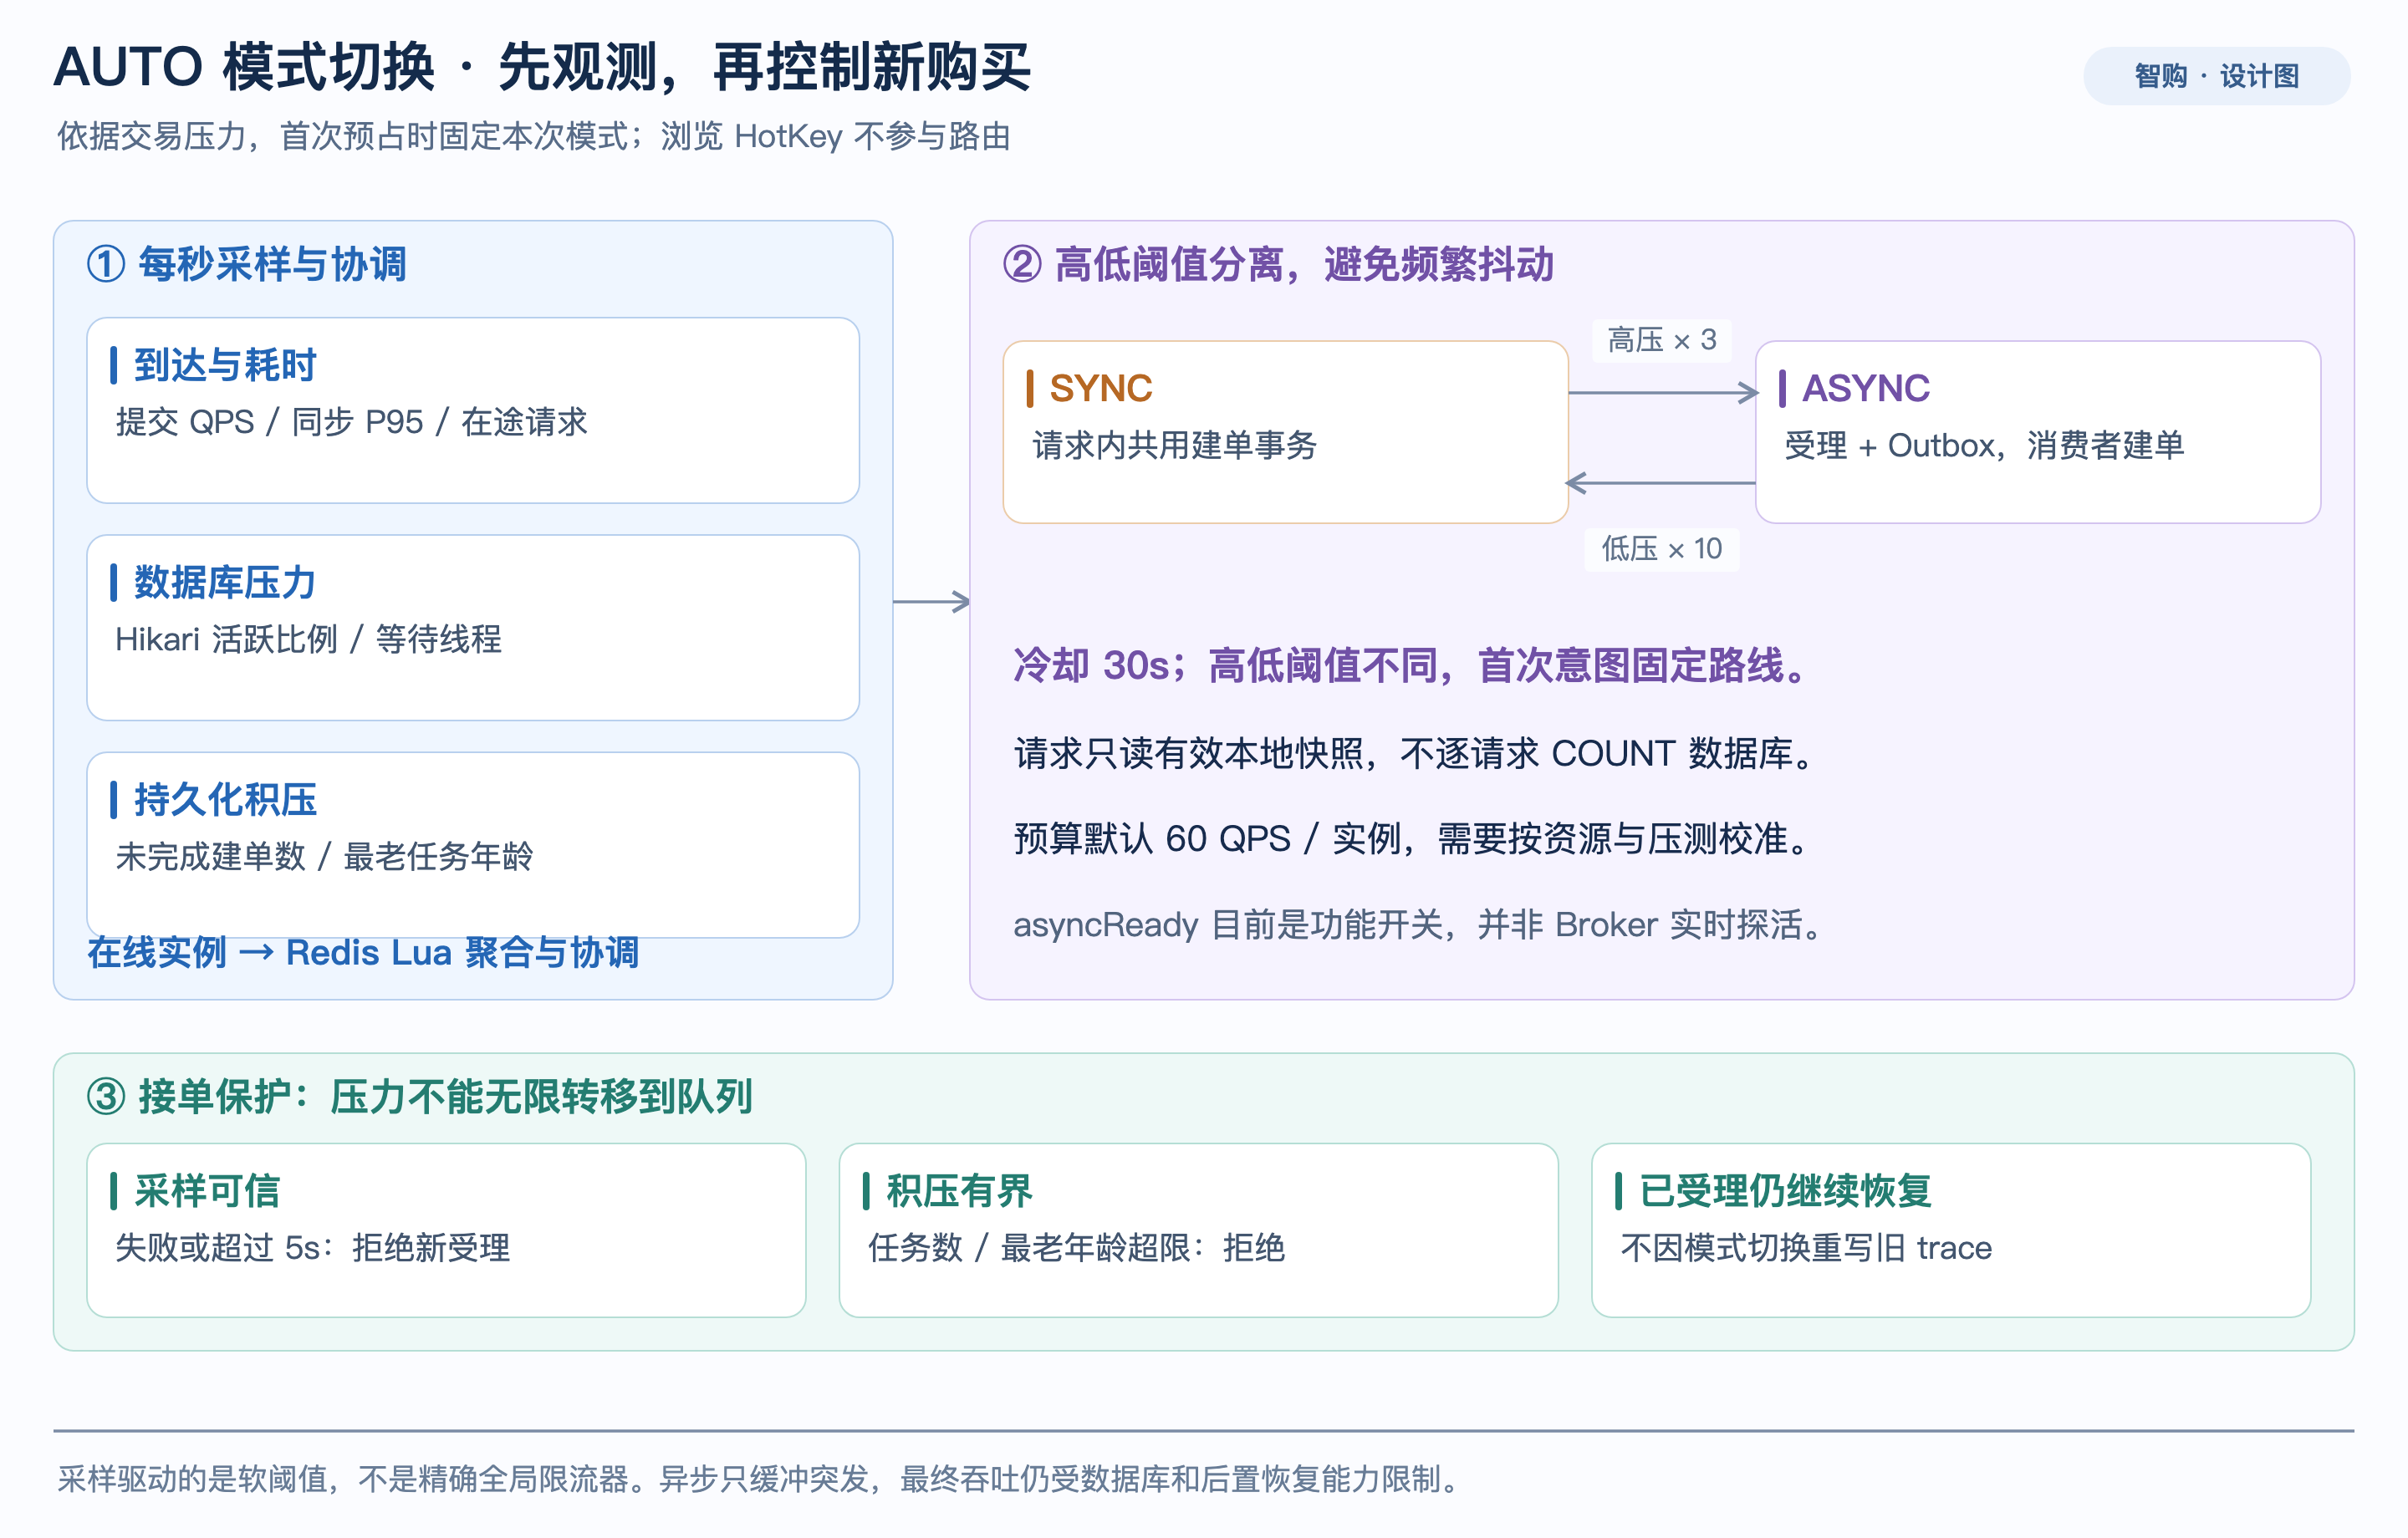 AUTO 模式切换 · 先观测，再控制新购买
智购 · 设计图
依据交易压力，首次预占时固定本次模式；浏览 HotKey 不参与路由
① 每秒采样与协调
到达与耗时
提交 QPS / 同步 P95 / 在途请求
数据库压力
Hikari 活跃比例 / 等待线程
持久化积压
未完成建单数 / 最老任务年龄
在线实例 → Redis Lua 聚合与协调
② 高低阈值分离，避免频繁抖动
SYNC
请求内共用建单事务
高压 × 3
低压 × 10
ASYNC
受理 + Outbox，消费者建单
冷却 30s；高低阈值不同，首次意图固定路线。
请求只读有效本地快照，不逐请求 COUNT 数据库。
预算默认 60 QPS / 实例，需要按资源与压测校准。
asyncReady 目前是功能开关，并非 Broker 实时探活。
③ 接单保护：压力不能无限转移到队列
采样可信
失败或超过 5s：拒绝新受理
积压有界
任务数 / 最老年龄超限：拒绝
已受理仍继续恢复
不因模式切换重写旧 trace
采样驱动的是软阈值，不是精确全局限流器。异步只缓冲突发，最终吞吐仍受数据库和后置恢复能力限制。